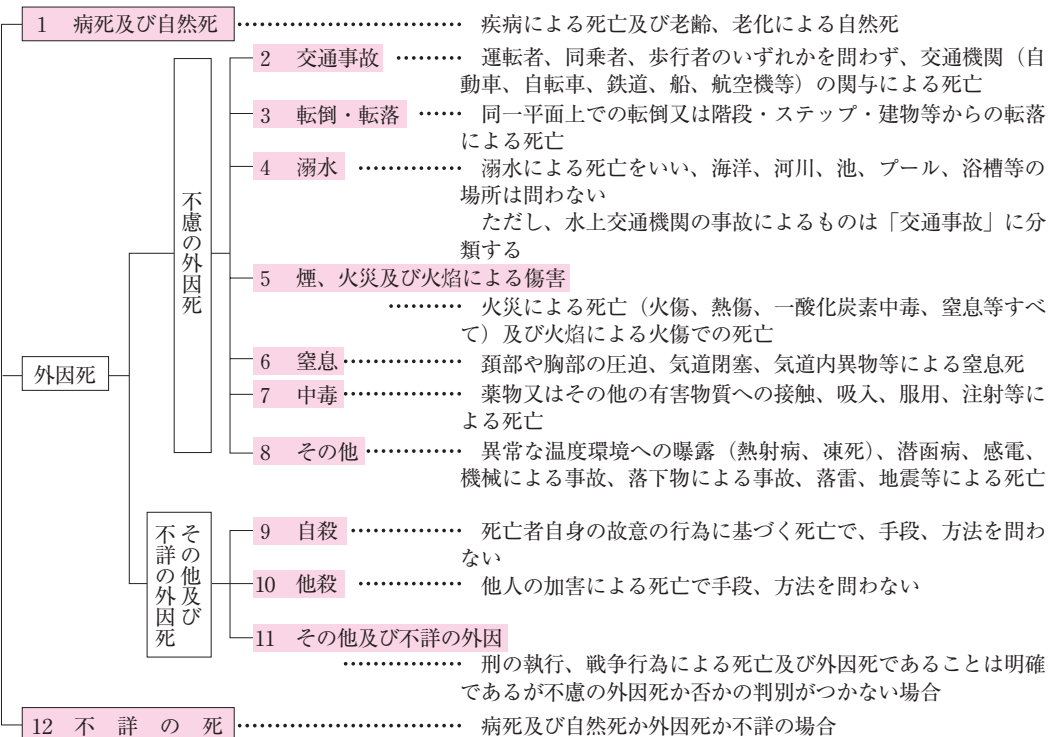 1 病死及び自然死 …………………………… 疾病による死亡及び老齢、老化による自然死
2 交通事故 ……… 運転者、同乗者、歩行者のいずれかを問わず、交通機関（自
動車、自転車、鉄道、船、航空機等）の関与による死亡
3 転倒・転落 …… 同一平面上での転倒又は階段・ステップ・建物等からの転落
による死亡
4 溺水 …………… 溺水による死亡をいい、海洋、河川、池、プール、浴槽等の
場所は問わない
ただし、水上交通機関の事故によるものは「交通事故」に分
類する
不慮の外因死
5 煙、火災及び火焰による傷害
……… 火災による死亡（火傷、熱傷、一酸化炭素中毒、窒息等すべ
て）及び火焰による火傷での死亡
外因死
6 窒息 …………… 頚部や胸部の圧迫、気道閉塞、気道内異物等による窒息死
7 中毒 …………… 薬物又はその他の有害物質への接触、吸入、服用、注射等に
よる死亡
8 その他 ………… 異常な温度環境への曝露（熱射病、凍死）、潜函病、感電、
機械による事故、落下物による事故、落雷、地震等による死亡
その他及び
不詳の外因死
9 自殺 …………… 死亡者自身の故意の行為に基づく死亡で、手段、方法を問わ
ない
10 他殺 …………… 他人の加害による死亡で手段、方法を問わない
11 その他及び不詳の外因
…………… 刑の執行、戦争行為による死亡及び外因死であることは明確
であるが不慮の外因死か否かの判別がつかない場合
12 不詳の死 …………………………… 病死及び自然死か外因死か不詳の場合